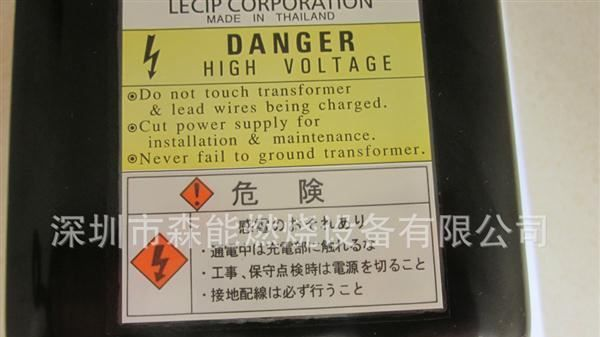 LECIP CORPORATION
MADE IN THAILAND
DANGER
HIGH VOLTAGE
◉Do not touch transformer
& lead wires being charged.
◉Cut power supply for
installation & maintenance.
◉Never fail to ground transformer.
危険
感電のおそれあり
深圳市森能燃烧设备有限公司
・通電中は充電部に触れるな
・工事、保守点検時は電源を切ること
・接地配線は必ず行うこと